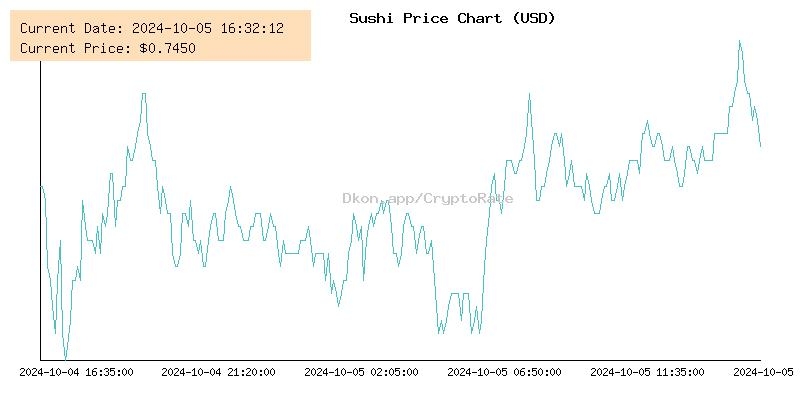 Sushi Price Chart (USD)
Current Date: 2024-10-05 16:32:12
Current Price: $0.7450
Dkon.app/CryptoRate
2024-10-04 16:35:00 2024-10-04 21:20:00 2024-10-05 02:05:00 2024-10-05 06:50:00 2024-10-05 11:35:00 2024-10-05